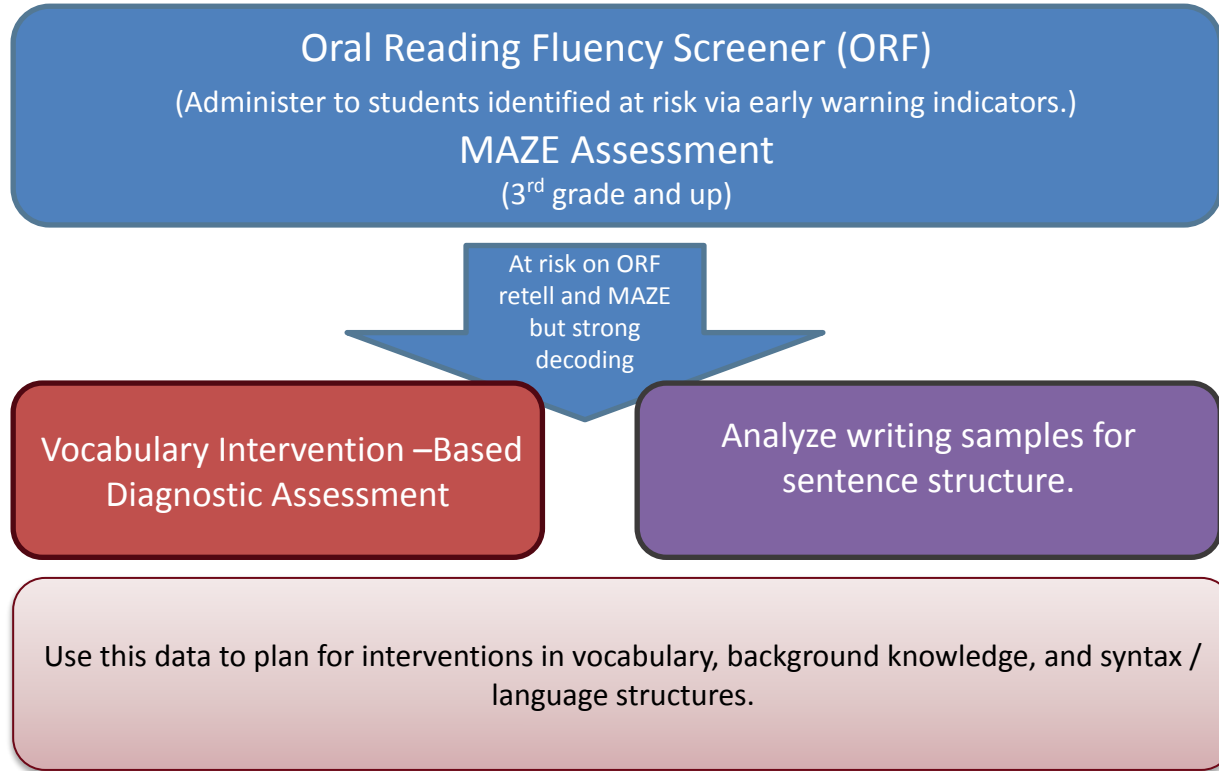 Oral Reading Fluency Screener (ORF)
(Administer to students identified at risk via early warning indicators.)
MAZE Assessment
(3rd grade and up)
At risk on ORF
retell and MAZE
but strong
decoding
Vocabulary Intervention –Based
Diagnostic Assessment
Analyze writing samples for
sentence structure.
Use this data to plan for interventions in vocabulary, background knowledge, and syntax /
language structures.